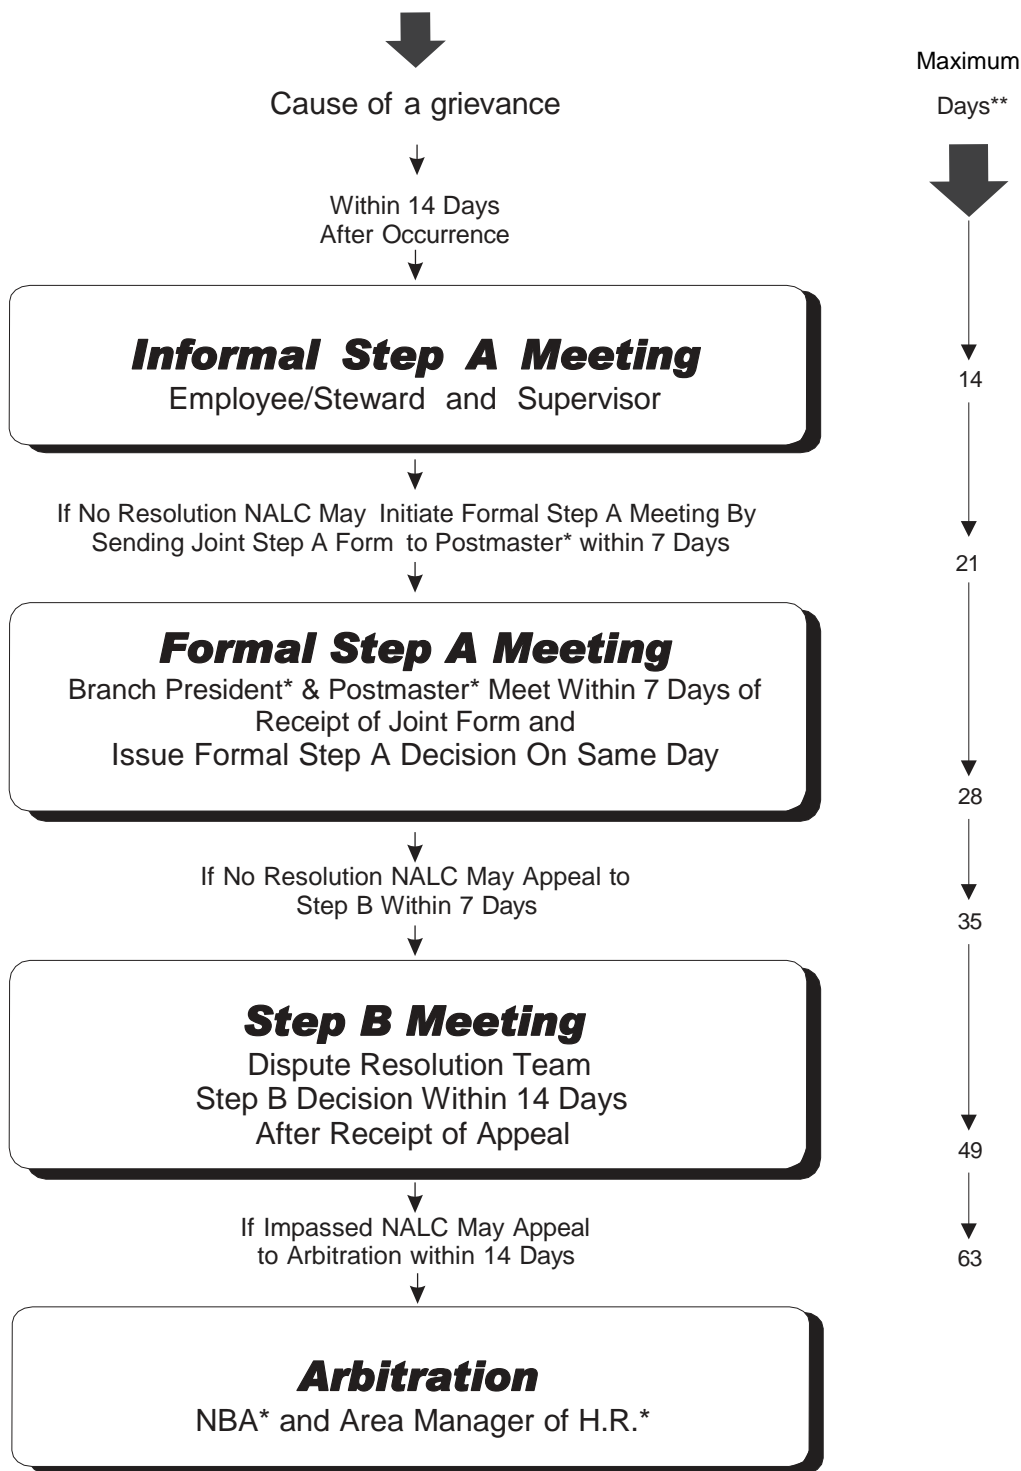 Maximum
Days**
Cause of a grievance
Within 14 Days
After Occurrence
Informal Step A Meeting
Employee/Steward and Supervisor
14
If No Resolution NALC May Initiate Formal Step A Meeting By
Sending Joint Step A Form to Postmaster* within 7 Days
21
Formal Step A Meeting
Branch President* & Postmaster* Meet Within 7 Days of
Receipt of Joint Form and
Issue Formal Step A Decision On Same Day
28
If No Resolution NALC May Appeal to
Step B Within 7 Days
35
Step B Meeting
Dispute Resolution Team
Step B Decision Within 14 Days
After Receipt of Appeal
49
If Impassed NALC May Appeal
to Arbitration within 14 Days
63
Arbitration
NBA* and Area Manager of H.R.*